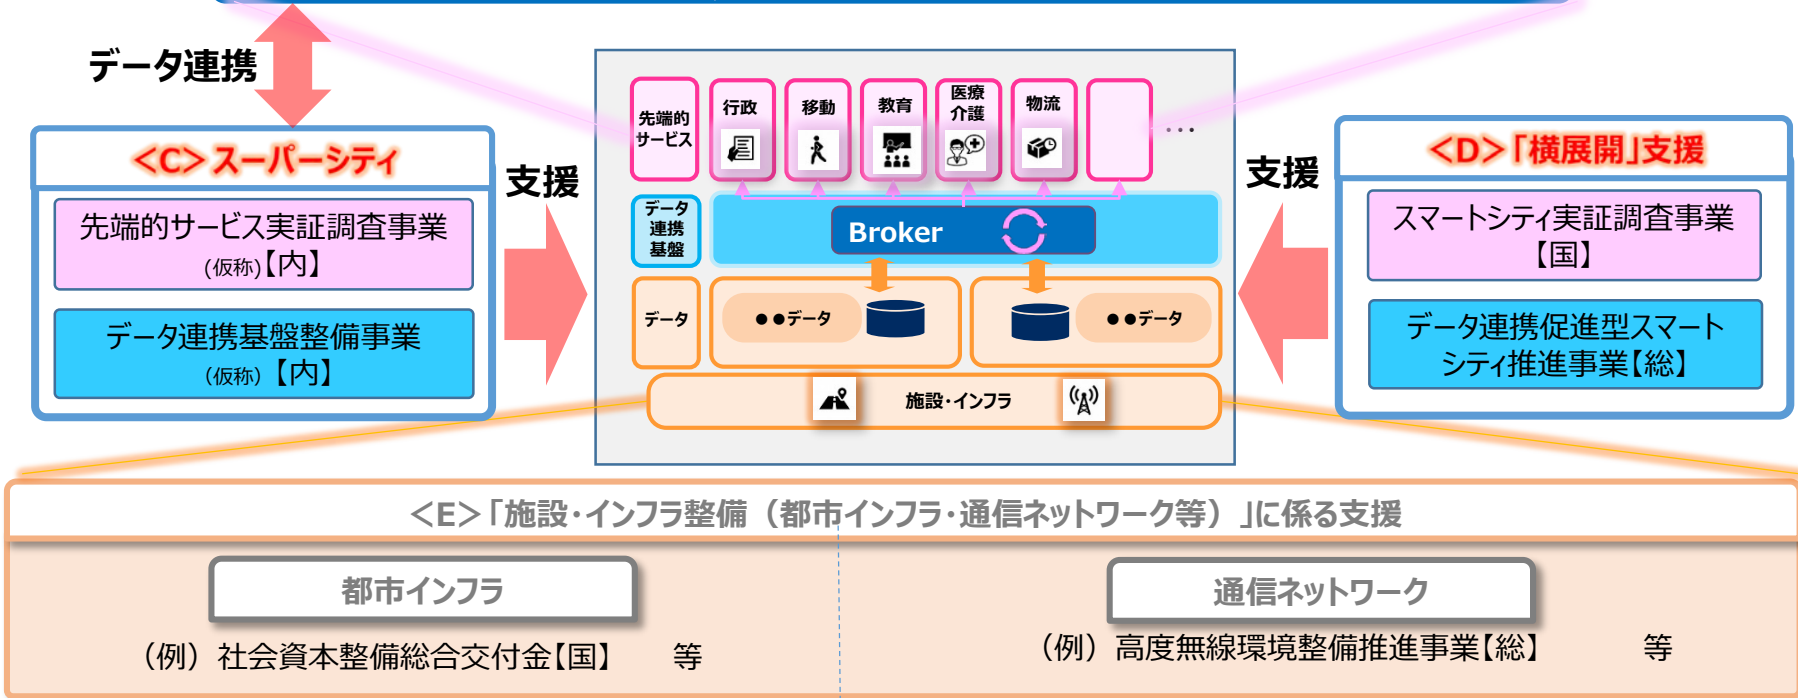 データ連携
<C>スーパーシティ
先端的サービス実証調査事業
(仮称)【内】
データ連携基盤整備事業
(仮称)【内】
支援
先端的
サービス
行政
移動
教育
医療
介護
物流
…
データ
連携
基盤
Broker
データ
●●データ
●●データ
施設・インフラ
支援
<D>「横展開」支援
スマートシティ実証調査事業
【国】
データ連携促進型スマート
シティ推進事業【総】
<E>「施設・インフラ整備（都市インフラ・通信ネットワーク等）」に係る支援
都市インフラ
（例）社会資本整備総合交付金【国】 等
通信ネットワーク
（例）高度無線環境整備推進事業【総】 等